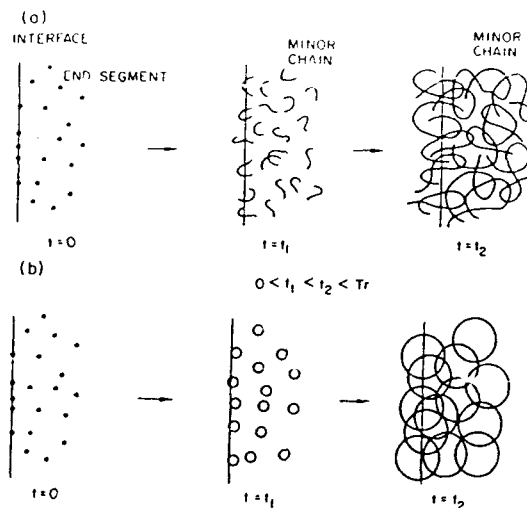 (a)
INTERFACE
END SEGMENT
MINOR
CHAIN
MINOR
CHAIN
t=0
t=t₁
t=t₂
(b)
0 < t₁ < t₂ < Tr
t=0
t=t₁
t=t₂